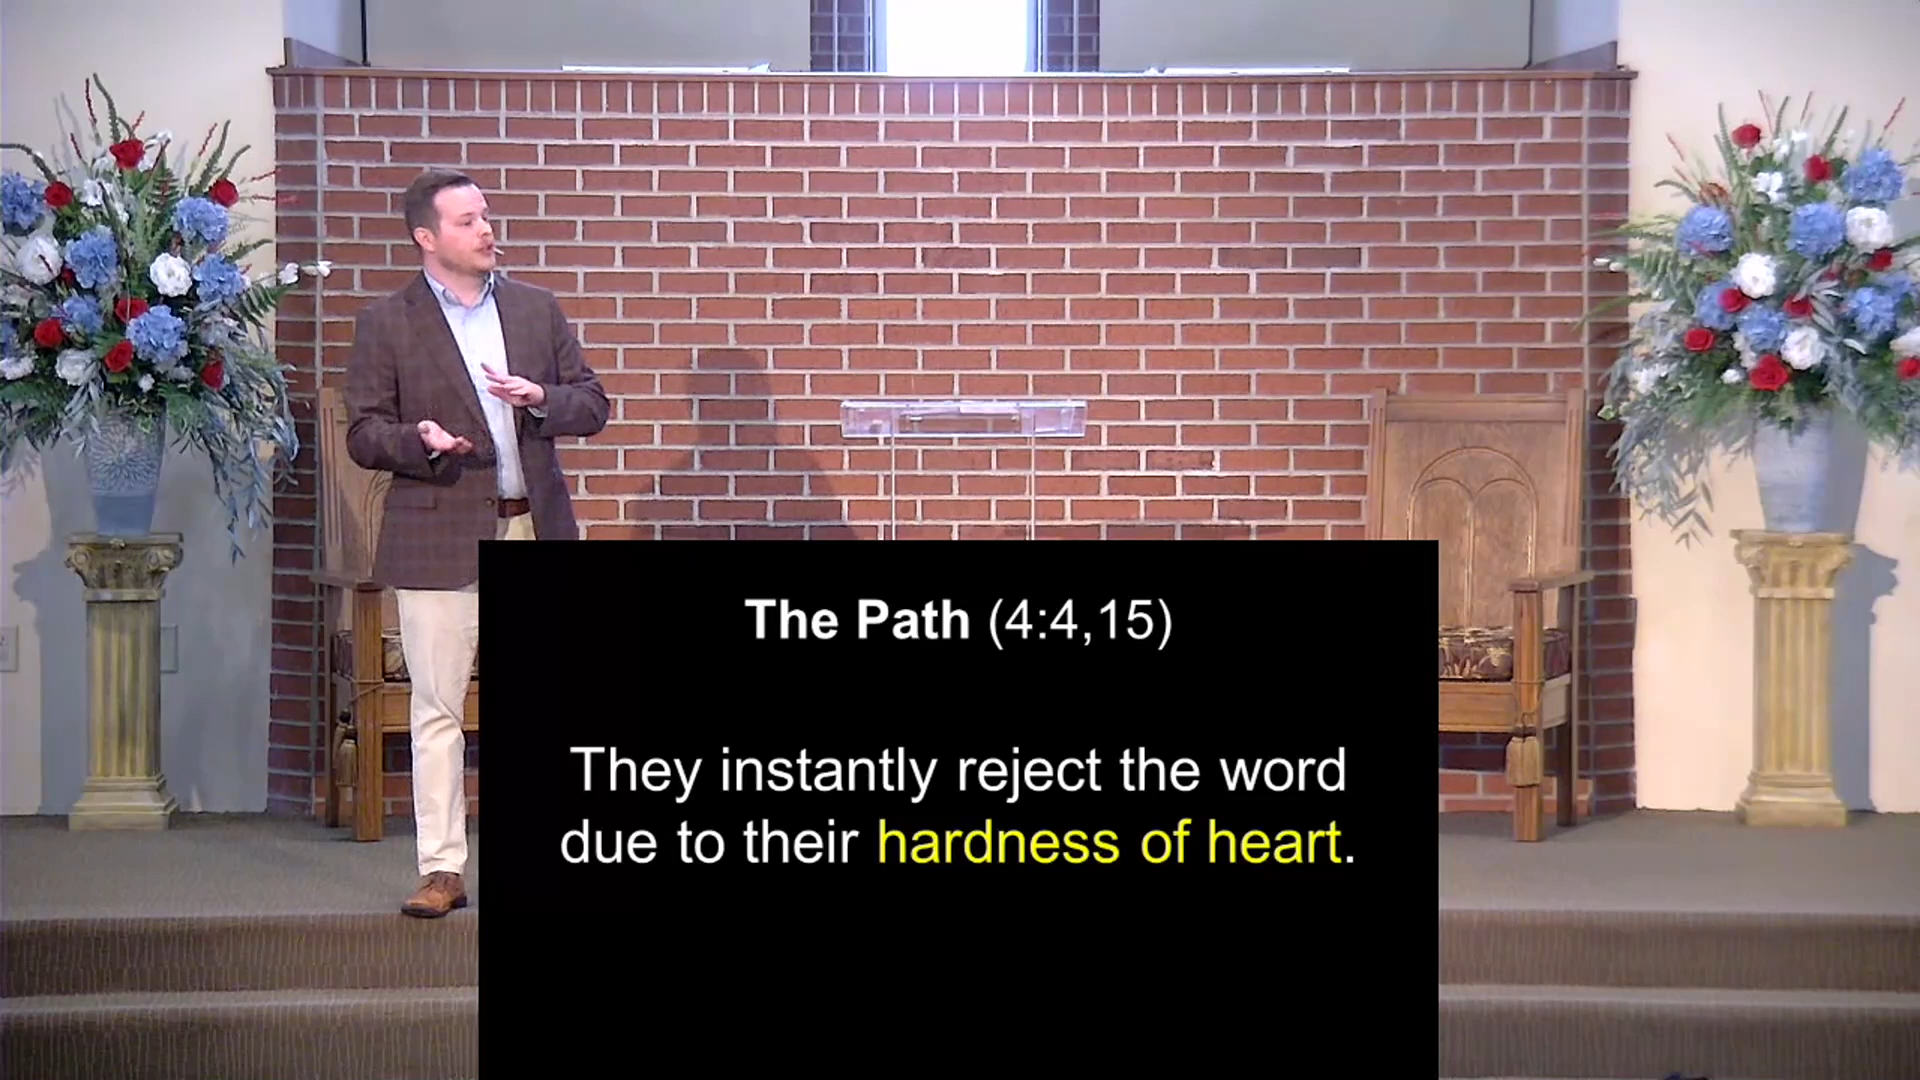 The Path (4:4,15)
They instantly reject the word
due to their hardness of heart.